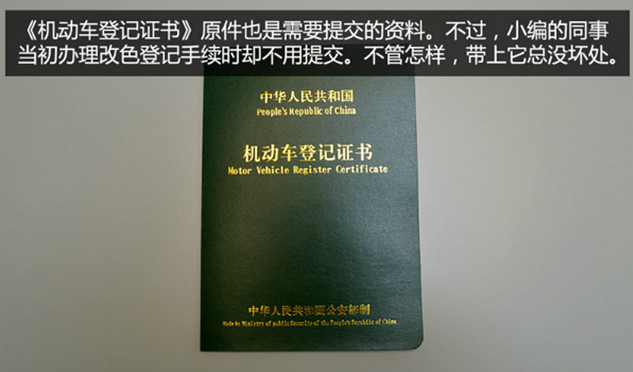 《机动车登记证书》原件也是需要提交的资料。不过，小编的同事
当初办理改色登记手续时却不用提交。不管怎样，带上它总没坏处。
中华人民共和国
People's Republic of China
机动车登记证书
Motor Vehicle Register Certificate
中华人民共和国公安部制
Made by Ministry of public Security of the People's Republic of China